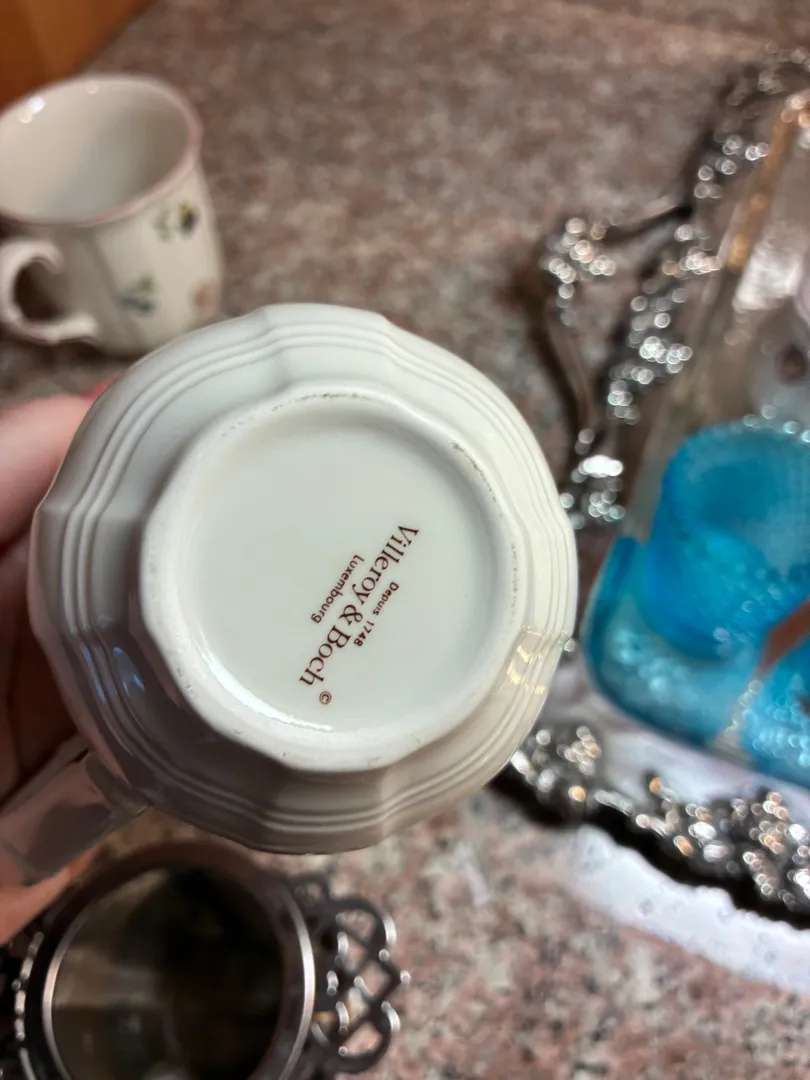 Depuis 1748
Villeroy & Boch ©
Luxembourg